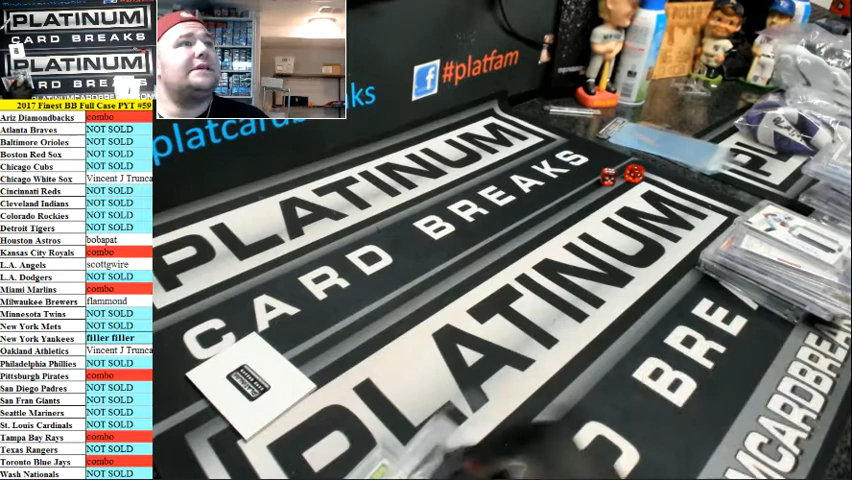 PLATINUM
CARD BREAKS
PLATINUM
CARD BREAKS
2017 Finest BB Full Case PYT #59
Ariz Diamondbacks combo
Atlanta Braves NOT SOLD
Baltimore Orioles NOT SOLD
Boston Red Sox NOT SOLD
Chicago Cubs NOT SOLD
Chicago White Sox Vincent J Trunca
Cincinnati Reds NOT SOLD
Cleveland Indians NOT SOLD
Colorado Rockies NOT SOLD
Detroit Tigers NOT SOLD
Houston Astros bobapat
Kansas City Royals combo
L.A. Angels scottgwire
L.A. Dodgers NOT SOLD
Miami Marlins combo
Milwaukee Brewers flammond
Minnesota Twins NOT SOLD
New York Mets NOT SOLD
New York Yankees filler filler
Oakland Athletics Vincent J Trunca
Philadelphia Phillies NOT SOLD
Pittsburgh Pirates combo
San Diego Padres NOT SOLD
San Fran Giants NOT SOLD
Seattle Mariners NOT SOLD
St. Louis Cardinals NOT SOLD
Tampa Bay Rays combo
Texas Rangers NOT SOLD
Toronto Blue Jays combo
Wash Nationals NOT SOLD
f #platfam
platcardbreaks
PLATINUM
CARD BREAKS
PLATINUM
BRE
MCARDBREA
PL